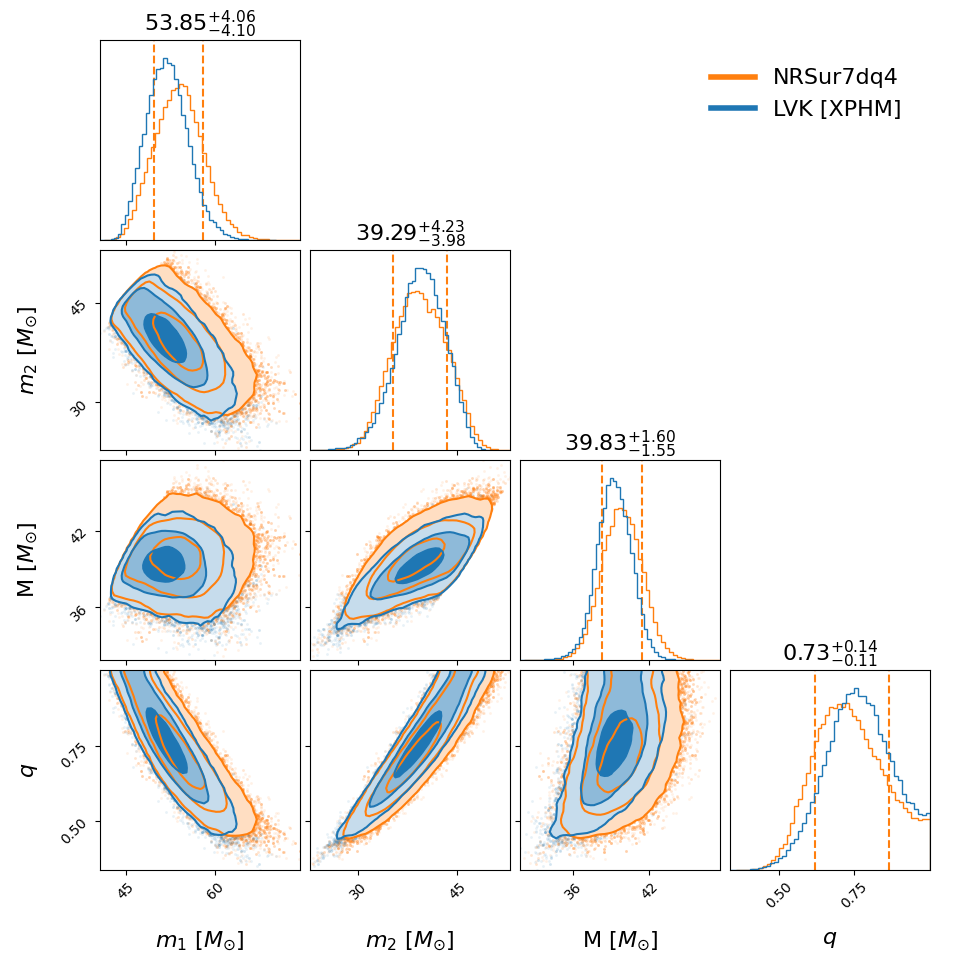 53.85+4.06−4.10
NRSur7dq4
LVK [XPHM]
39.29+4.23−3.98
m2 [M⊙]
45
30
39.83+1.60−1.55
M [M⊙]
42
36
0.73+0.14−0.11
q
0.75
0.50
45 60
30 45
36 42
0.50 0.75
m1 [M⊙]
m2 [M⊙]
M [M⊙]
q